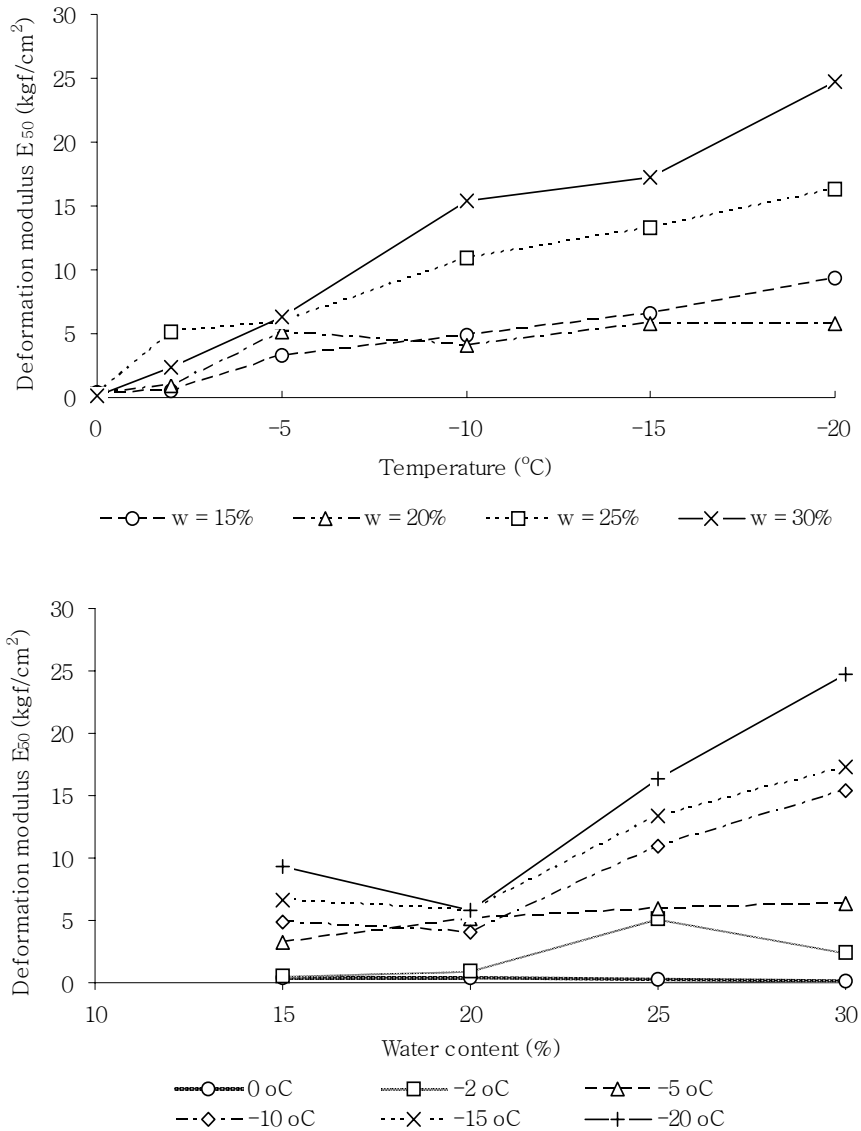 Deformation modulus E50 (kgf/cm2)
30
25
20
15
10
5
0
0 -5 -10 -15 -20
Temperature (oC)
w = 15% w = 20% w = 25% w = 30%
Deformation modulus E50 (kgf/cm2)
30
25
20
15
10
5
0
10 15 20 25 30
Water content (%)
0 oC -2 oC -5 oC
-10 oC -15 oC -20 oC